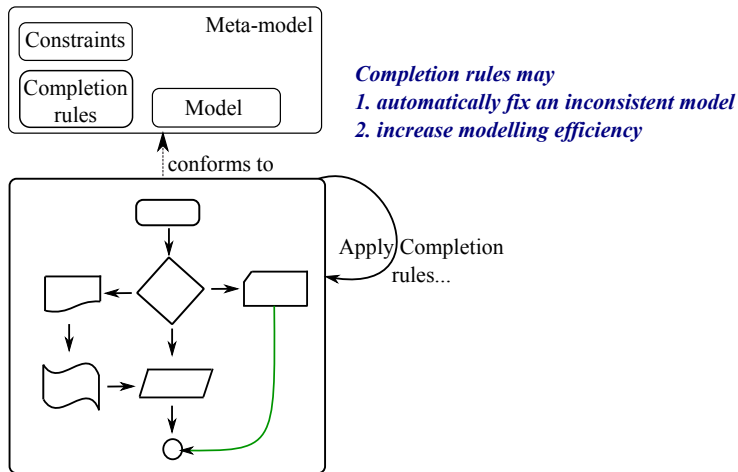 Meta-model
Constraints
Completion
rules
Model
Completion rules may
1. automatically fix an inconsistent model
2. increase modelling efficiency
conforms to
Apply Completion
rules...